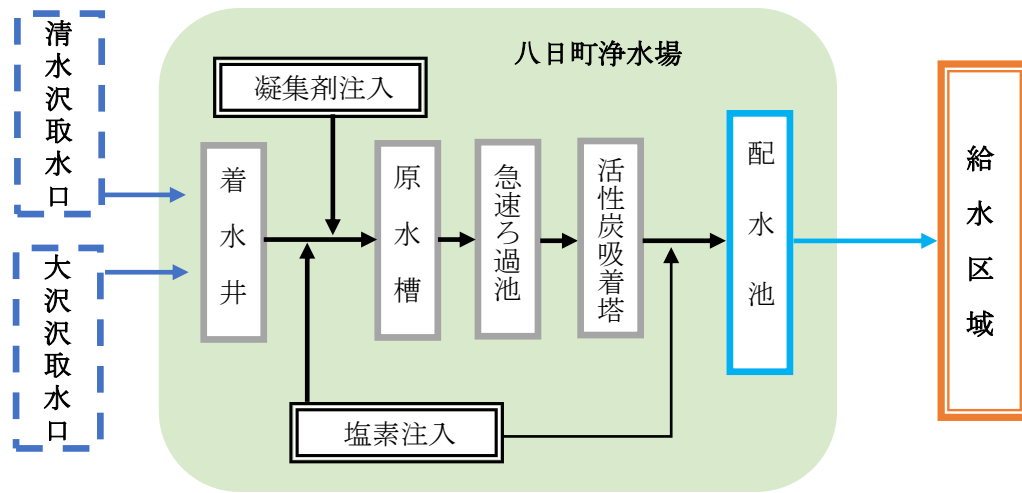 清水沢取水口
大沢沢取水口
八日町浄水場
凝集剤注入
着水井
原水槽
急速ろ過池
活性炭吸着塔
配水池
塩素注入
給水区域